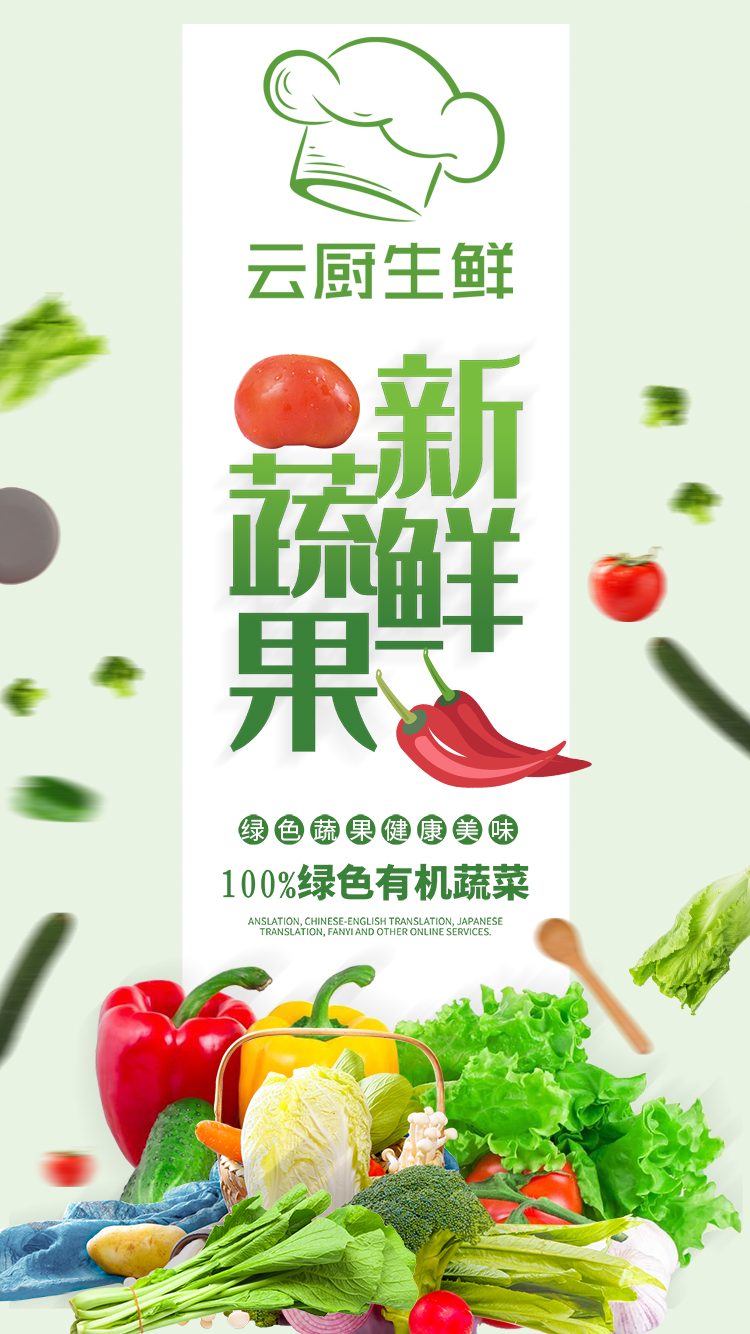 云厨生鲜
新鲜
蔬果
绿色蔬果健康美味
100%绿色有机蔬菜
ANSLATION, CHINESE-ENGLISH TRANSLATION, JAPANESE
TRANSLATION, FANYI AND OTHER ONLINE SERVICES.